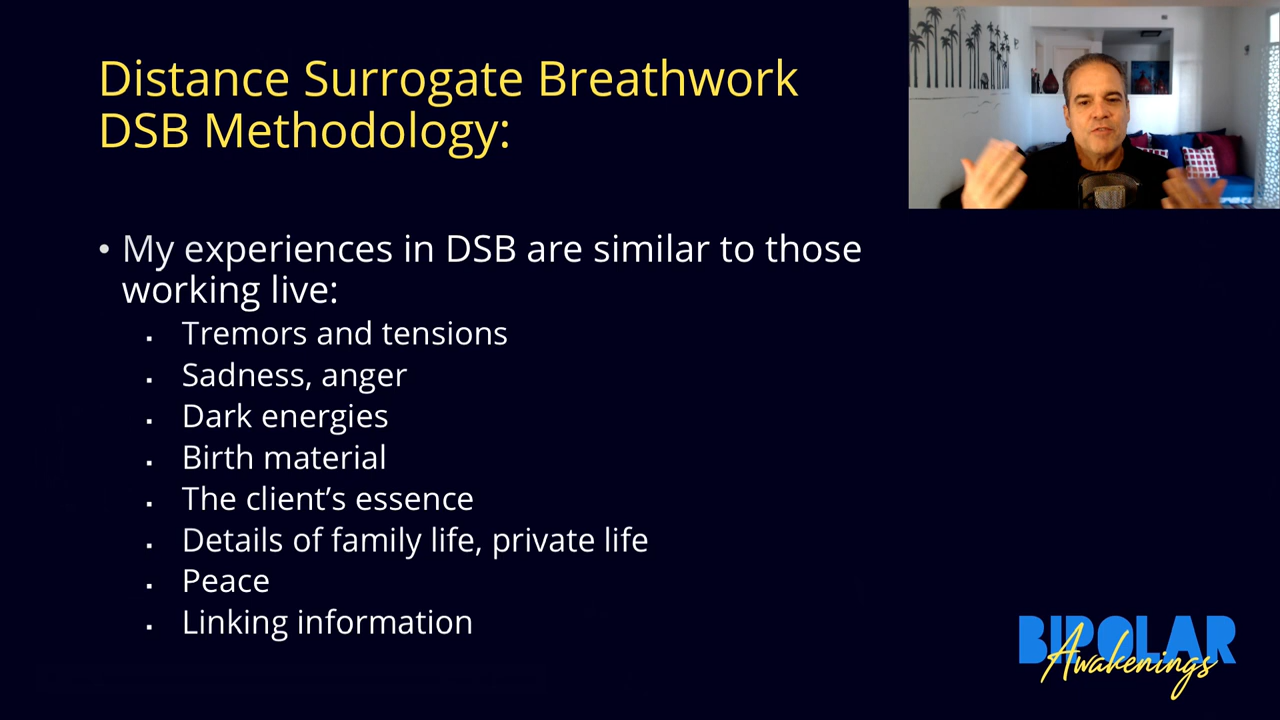 Distance Surrogate Breathwork
DSB Methodology:
• My experiences in DSB are similar to those
working live:
▪ Tremors and tensions
▪ Sadness, anger
▪ Dark energies
▪ Birth material
▪ The client’s essence
▪ Details of family life, private life
▪ Peace
▪ Linking information
BIPOLAR
Awakenings